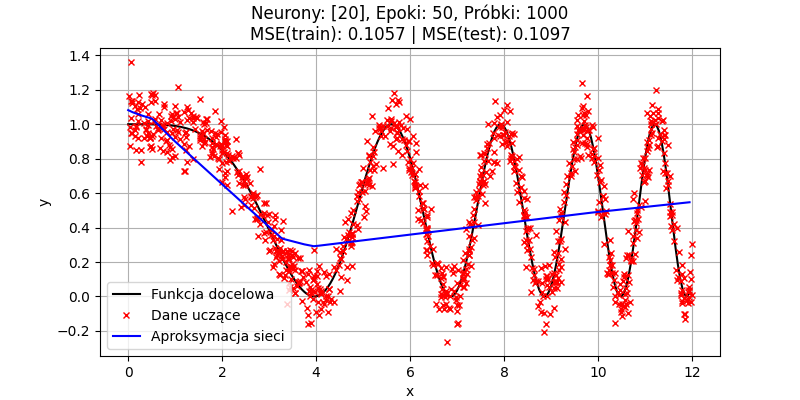 Neurony: [20], Epoki: 50, Próbki: 1000
MSE(train): 0.1057 | MSE(test): 0.1097
1.4
1.2
1.0
0.8
0.6
0.4
0.2
0.0
−0.2
y
Funkcja docelowa
Dane uczące
Aproksymacja sieci
0 2 4 6 8 10 12
x